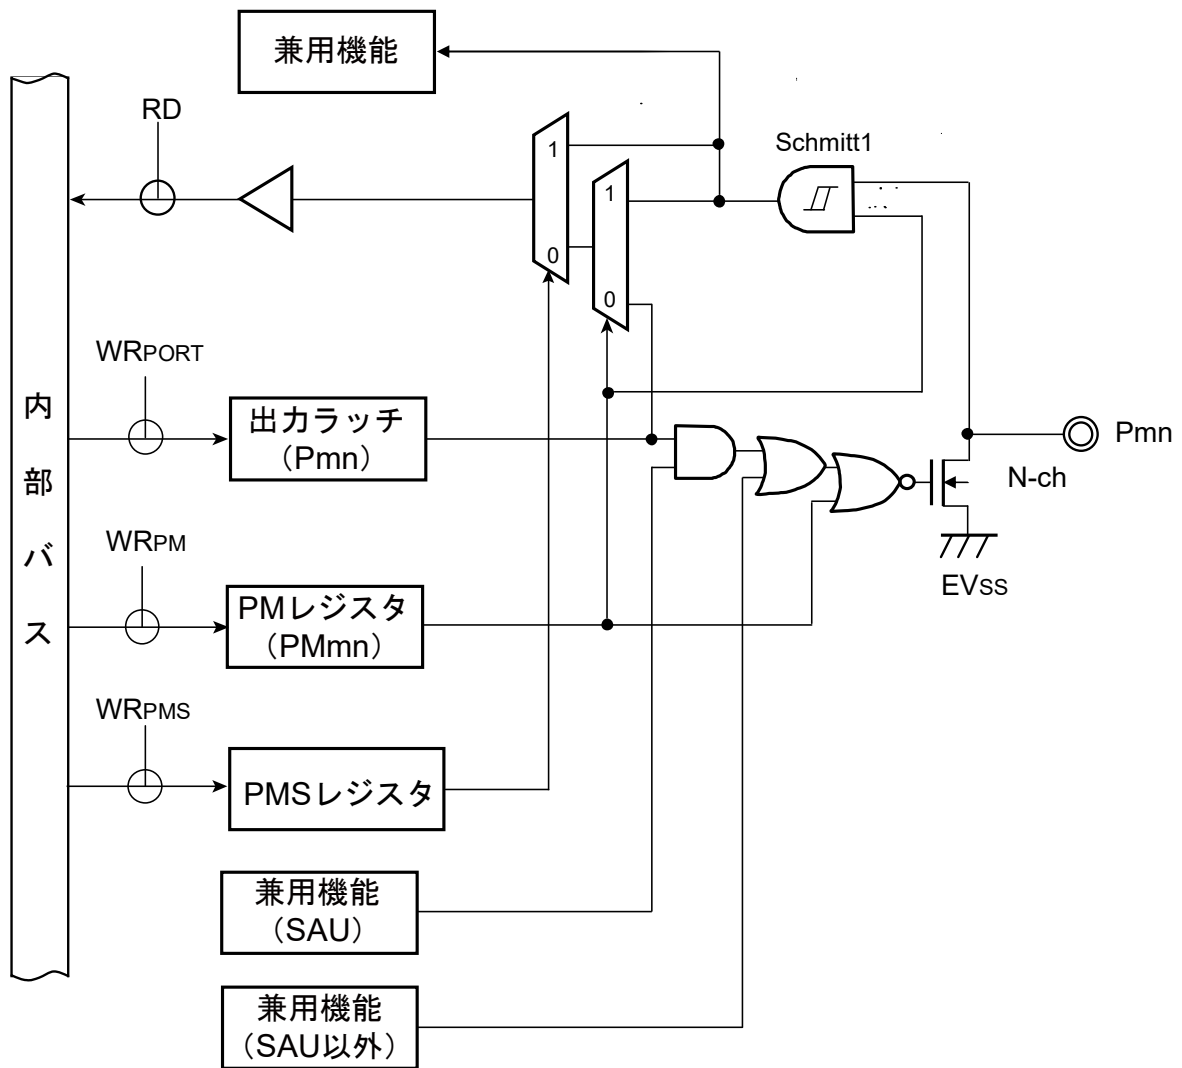 兼用機能
RD
Schmitt1
1
1
0
0
WRPORT
内部バス
出力ラッチ
（Pmn）
Pmn
N-ch
EVSS
WRPM
PMレジスタ
（PMmn）
WRPMS
PMSレジスタ
兼用機能
（SAU）
兼用機能
（SAU以外）